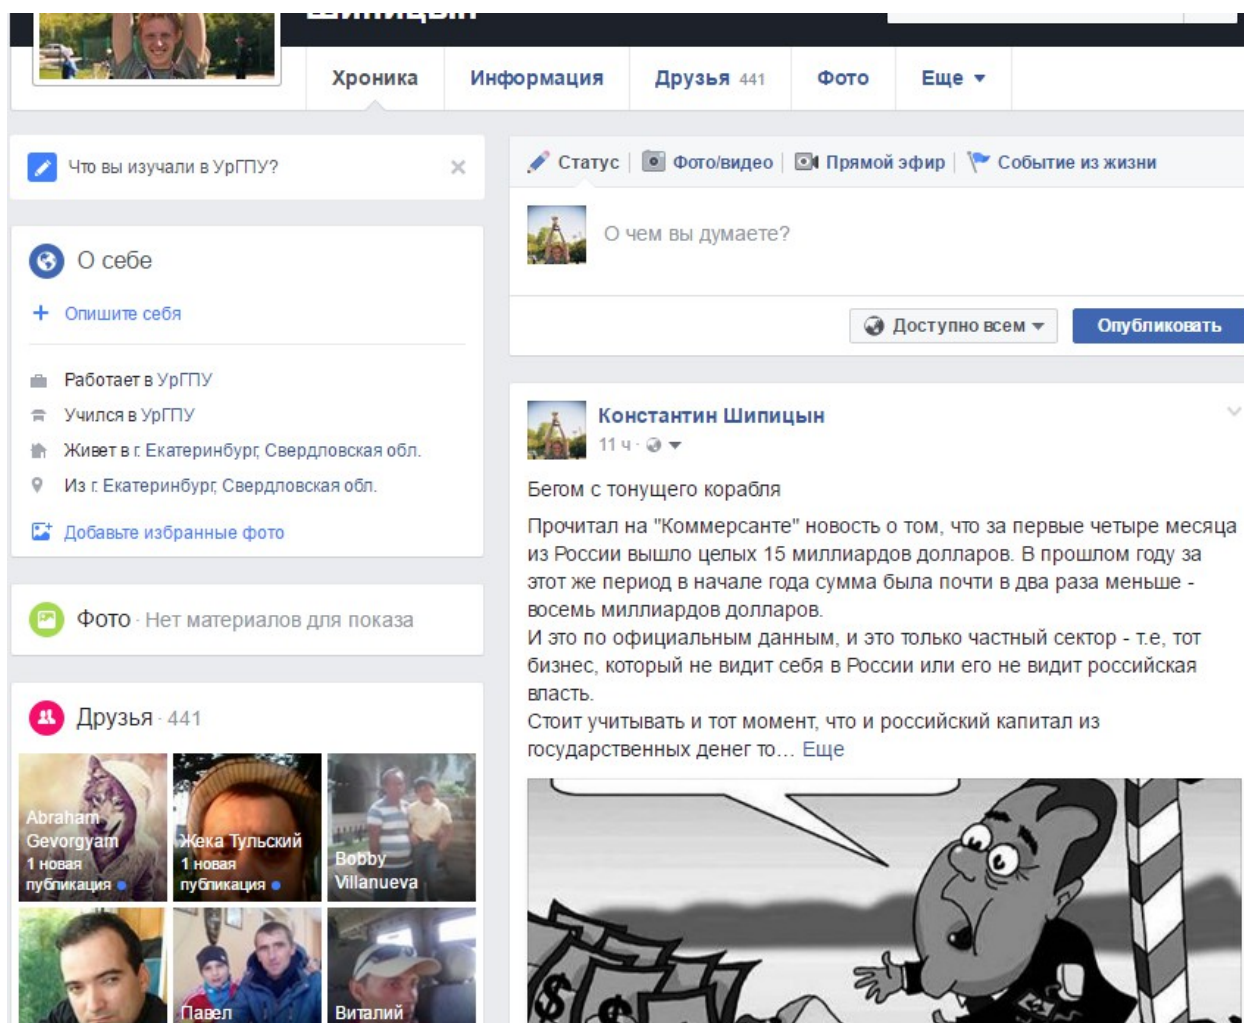 Шипицын
Хроника
Информация
Друзья 441
Фото
Еще
Что вы изучали в УрГПУ?
О себе
Опишите себя
Работает в УрГПУ
Учился в УрГПУ
Живет в г. Екатеринбург, Свердловская обл.
Из г. Екатеринбург, Свердловская обл.
Добавьте избранные фото
Фото · Нет материалов для показа
Друзья · 441
Abraham
Gevorgyam
1 новая
публикация
Жека Тульский
1 новая
публикация
Bobby
Villanueva
Павел
Виталий
Статус
Фото/видео
Прямой эфир
Событие из жизни
О чем вы думаете?
Доступно всем
Опубликовать
Константин Шипицын
11 ч ·
Бегом с тонущего корабля
Прочитал на "Коммерсанте" новость о том, что за первые четыре месяца
из России вышло целых 15 миллиардов долларов. В прошлом году за
этот же период в начале года сумма была почти в два раза меньше -
восемь миллиардов долларов.
И это по официальным данным, и это только частный сектор - т.е, тот
бизнес, который не видит себя в России или его не видит российская
власть.
Стоит учитывать и тот момент, что и российский капитал из
государственных денег то... Еще
$
$